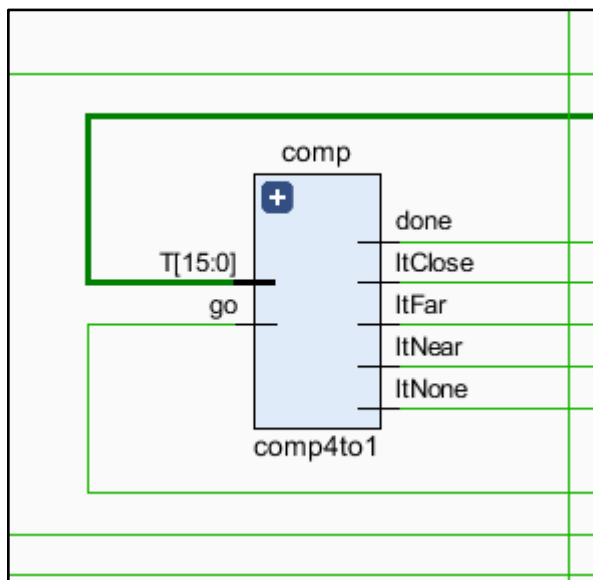 comp
T[15:0]
go
done
ltClose
ltFar
ltNear
ltNone
comp4to1